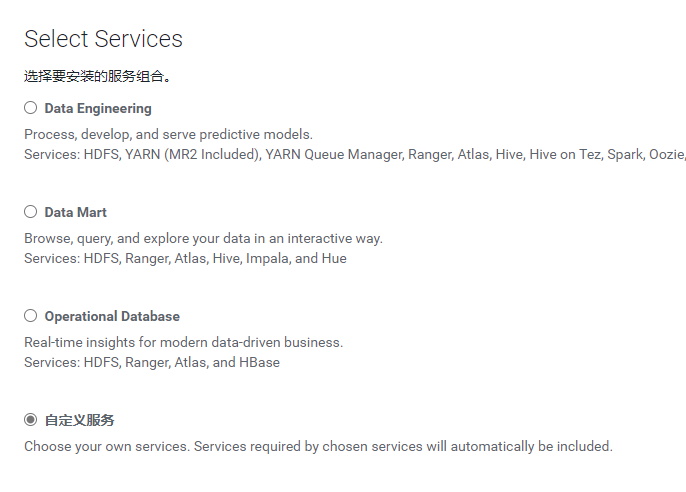 Select Services
选择要安装的服务组合。
Data Engineering
Process, develop, and serve predictive models.
Services: HDFS, YARN (MR2 Included), YARN Queue Manager, Ranger, Atlas, Hive, Hive on Tez, Spark, Oozie,
Data Mart
Browse, query, and explore your data in an interactive way.
Services: HDFS, Ranger, Atlas, Hive, Impala, and Hue
Operational Database
Real-time insights for modern data-driven business.
Services: HDFS, Ranger, Atlas, and HBase
自定义服务
Choose your own services. Services required by chosen services will automatically be included.